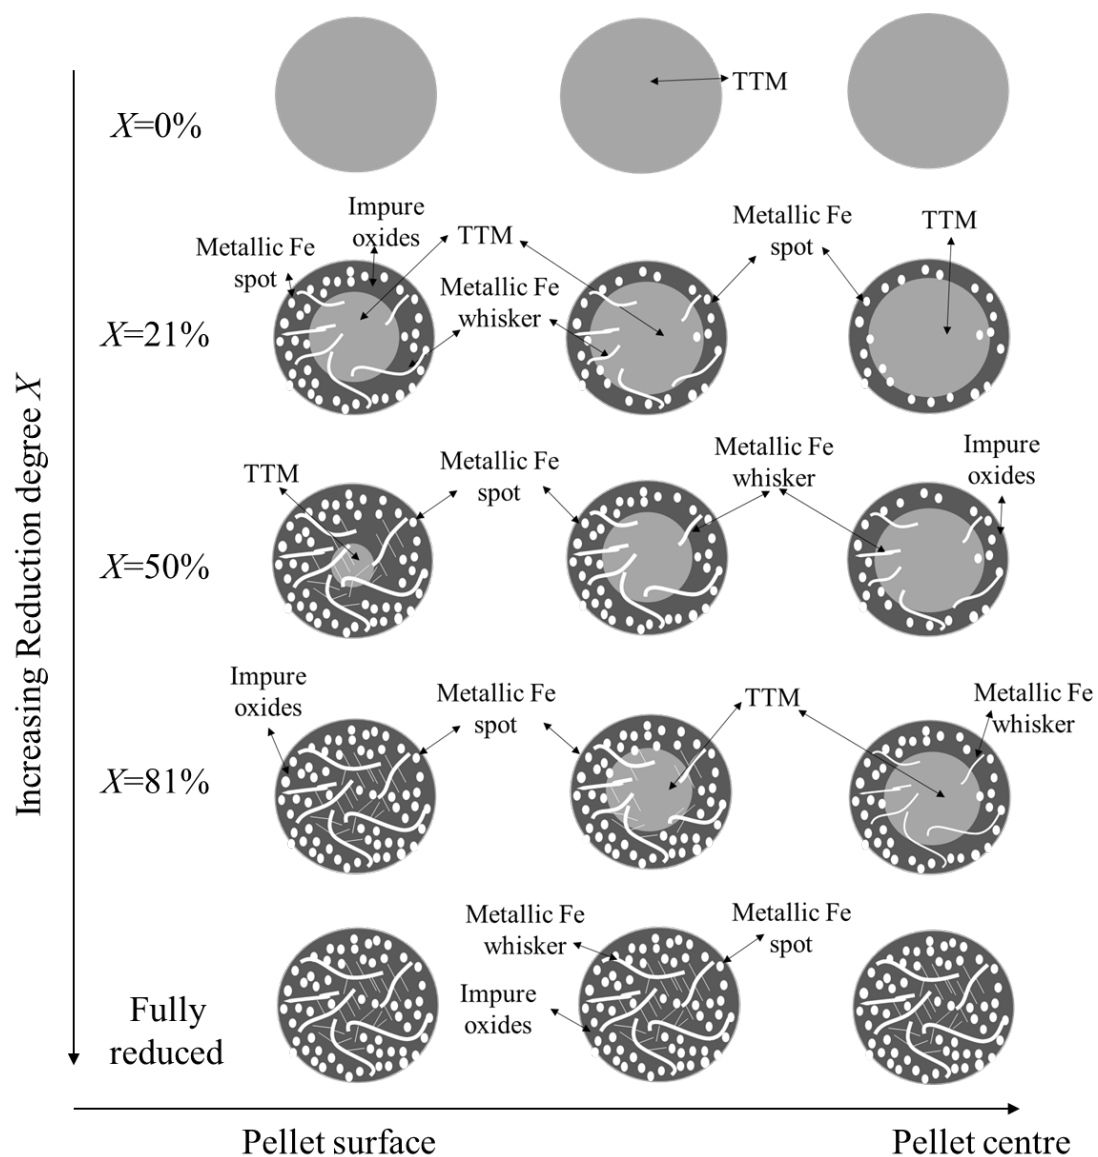 TTM
X=0%
Impure
oxides
TTM
Metallic Fe
spot
TTM
Metallic Fe
spot
Metallic Fe
whisker
X=21%
Increasing Reduction degree X
TTM
Metallic Fe
spot
Metallic Fe
whisker
Impure
oxides
X=50%
Impure
oxides
Metallic Fe
spot
TTM
Metallic Fe
whisker
X=81%
Metallic Fe
whisker
Metallic Fe
spot
Impure
oxides
Fully
reduced
Pellet surface
Pellet centre